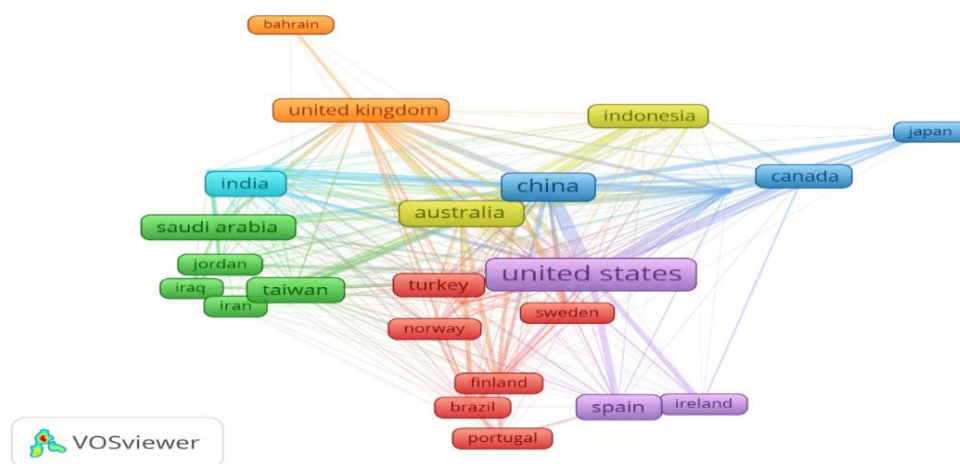 bahrain
united kingdom
indonesia
japan
india
china
canada
australia
saudi arabia
jordan
united states
iraq
taiwan
turkey
iran
sweden
norway
finland
brazil
spain
ireland
portugal
VOSviewer